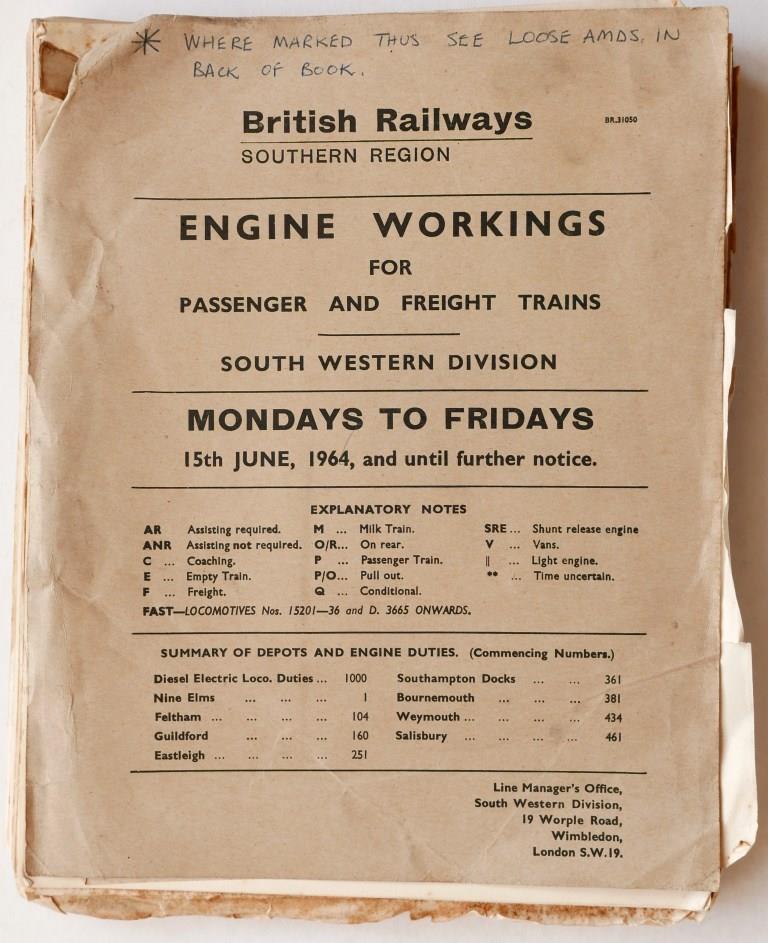 * WHERE MARKED THUS SEE LOOSE AMDS. IN
BACK OF BOOK.
British Railways BR.31050
SOUTHERN REGION
ENGINE WORKINGS
FOR
PASSENGER AND FREIGHT TRAINS
SOUTH WESTERN DIVISION
MONDAYS TO FRIDAYS
15th JUNE, 1964, and until further notice.
EXPLANATORY NOTES
AR Assisting required. M ... Milk Train. SRE ... Shunt release engine
ANR Assisting not required. O/R... On rear. V ... Vans.
C ... Coaching. P ... Passenger Train. || ... Light engine.
E ... Empty Train. P/O... Pull out. ** ... Time uncertain.
F ... Freight. Q ... Conditional.
FAST—LOCOMOTIVES Nos. 15201—36 and D. 3665 ONWARDS.
SUMMARY OF DEPOTS AND ENGINE DUTIES. (Commencing Numbers.)
Diesel Electric Loco. Duties ... 1000 Southampton Docks ... ... 361
Nine Elms ... ... ... 1 Bournemouth ... ... ... 381
Feltham ... ... ... ... 104 Weymouth ... ... ... ... 434
Guildford ... ... ... 160 Salisbury ... ... ... ... 461
Eastleigh ... ... ... ... 251
Line Manager's Office,
South Western Division,
19 Worple Road,
Wimbledon,
London S.W.19.